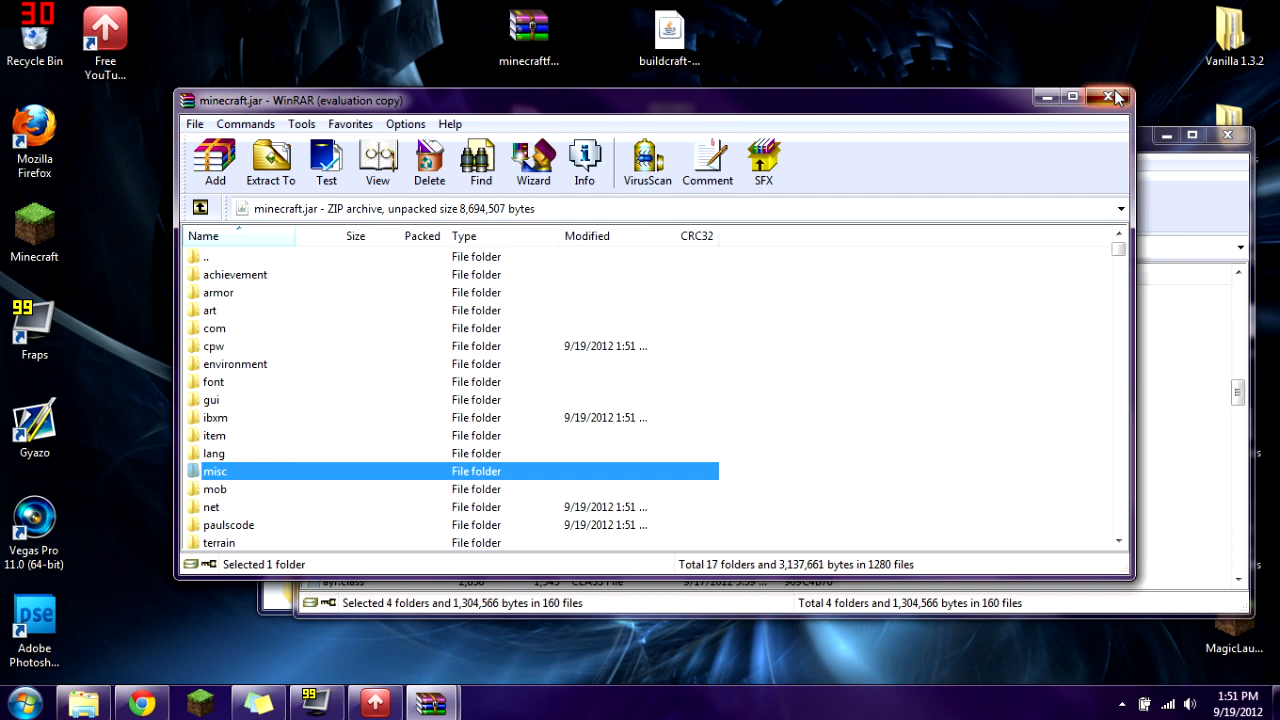 30
Recycle Bin
Free
YouTu...
minecraftf...
buildcraft-...
Vanilla 1.3.2
Mozilla
Firefox
Minecraft
99
Fraps
Gyazo
Vegas Pro
11.0 (64-bit)
pse
Adobe
Photosh...
minecraft.jar - WinRAR (evaluation copy)
File Commands Tools Favorites Options Help
Add Extract To Test View Delete Find Wizard Info VirusScan Comment SFX
minecraft.jar - ZIP archive, unpacked size 8,694,507 bytes
Name Size Packed Type Modified CRC32
.. File folder
achievement File folder
armor File folder
art File folder
com File folder
cpw File folder 9/19/2012 1:51 ...
environment File folder
font File folder
gui File folder
ibxm File folder 9/19/2012 1:51 ...
item File folder
lang File folder
misc File folder
mob File folder
net File folder 9/19/2012 1:51 ...
paulscode File folder 9/19/2012 1:51 ...
terrain File folder
Selected 1 folder Total 17 folders and 3,137,661 bytes in 1280 files
Selected 4 folders and 1,304,566 bytes in 160 files Total 4 folders and 1,304,566 bytes in 160 files
MagicLau...
99
1:51 PM
9/19/2012